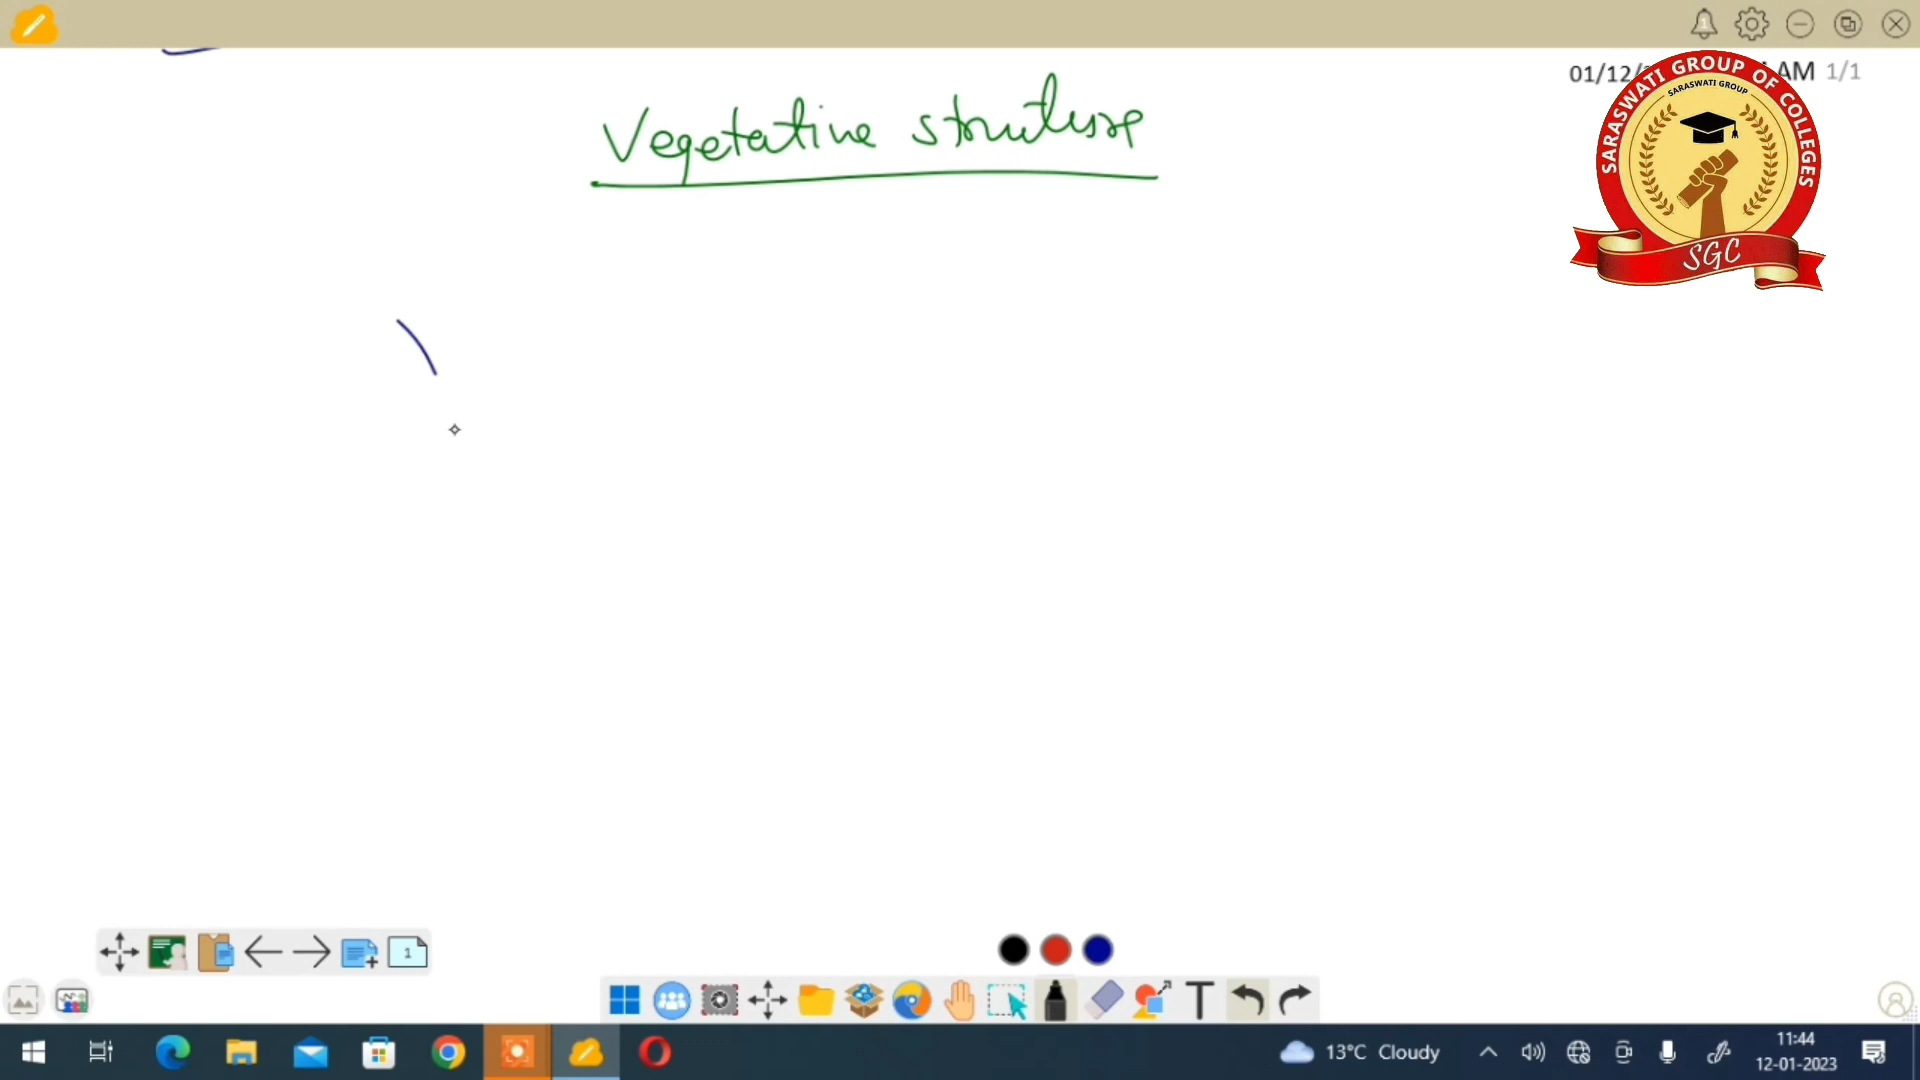 01/12/ AM 1/1
Vegetative structure
SARASWATI GROUP OF COLLEGES
SARASWATI GROUP
SGC
1
13°C Cloudy
11:44
12-01-2023